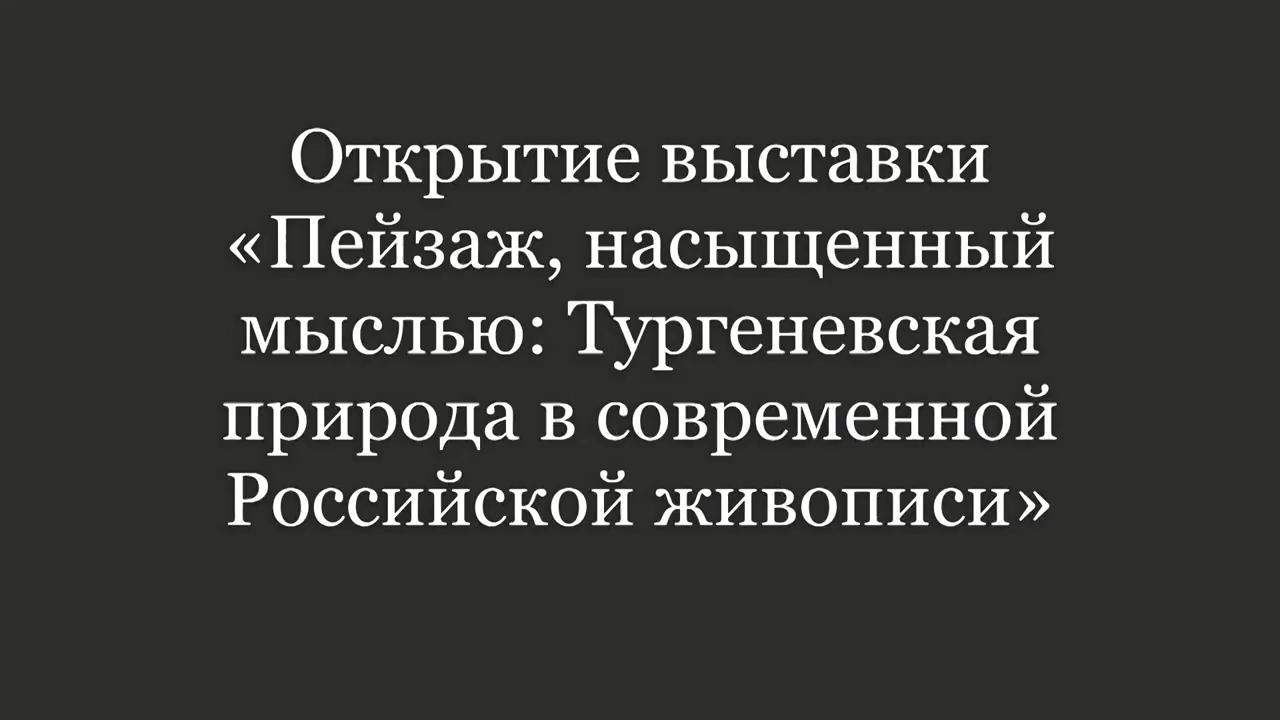 Открытие выставки
«Пейзаж, насыщенный
мыслью: Тургеневская
природа в современной
Российской живописи»